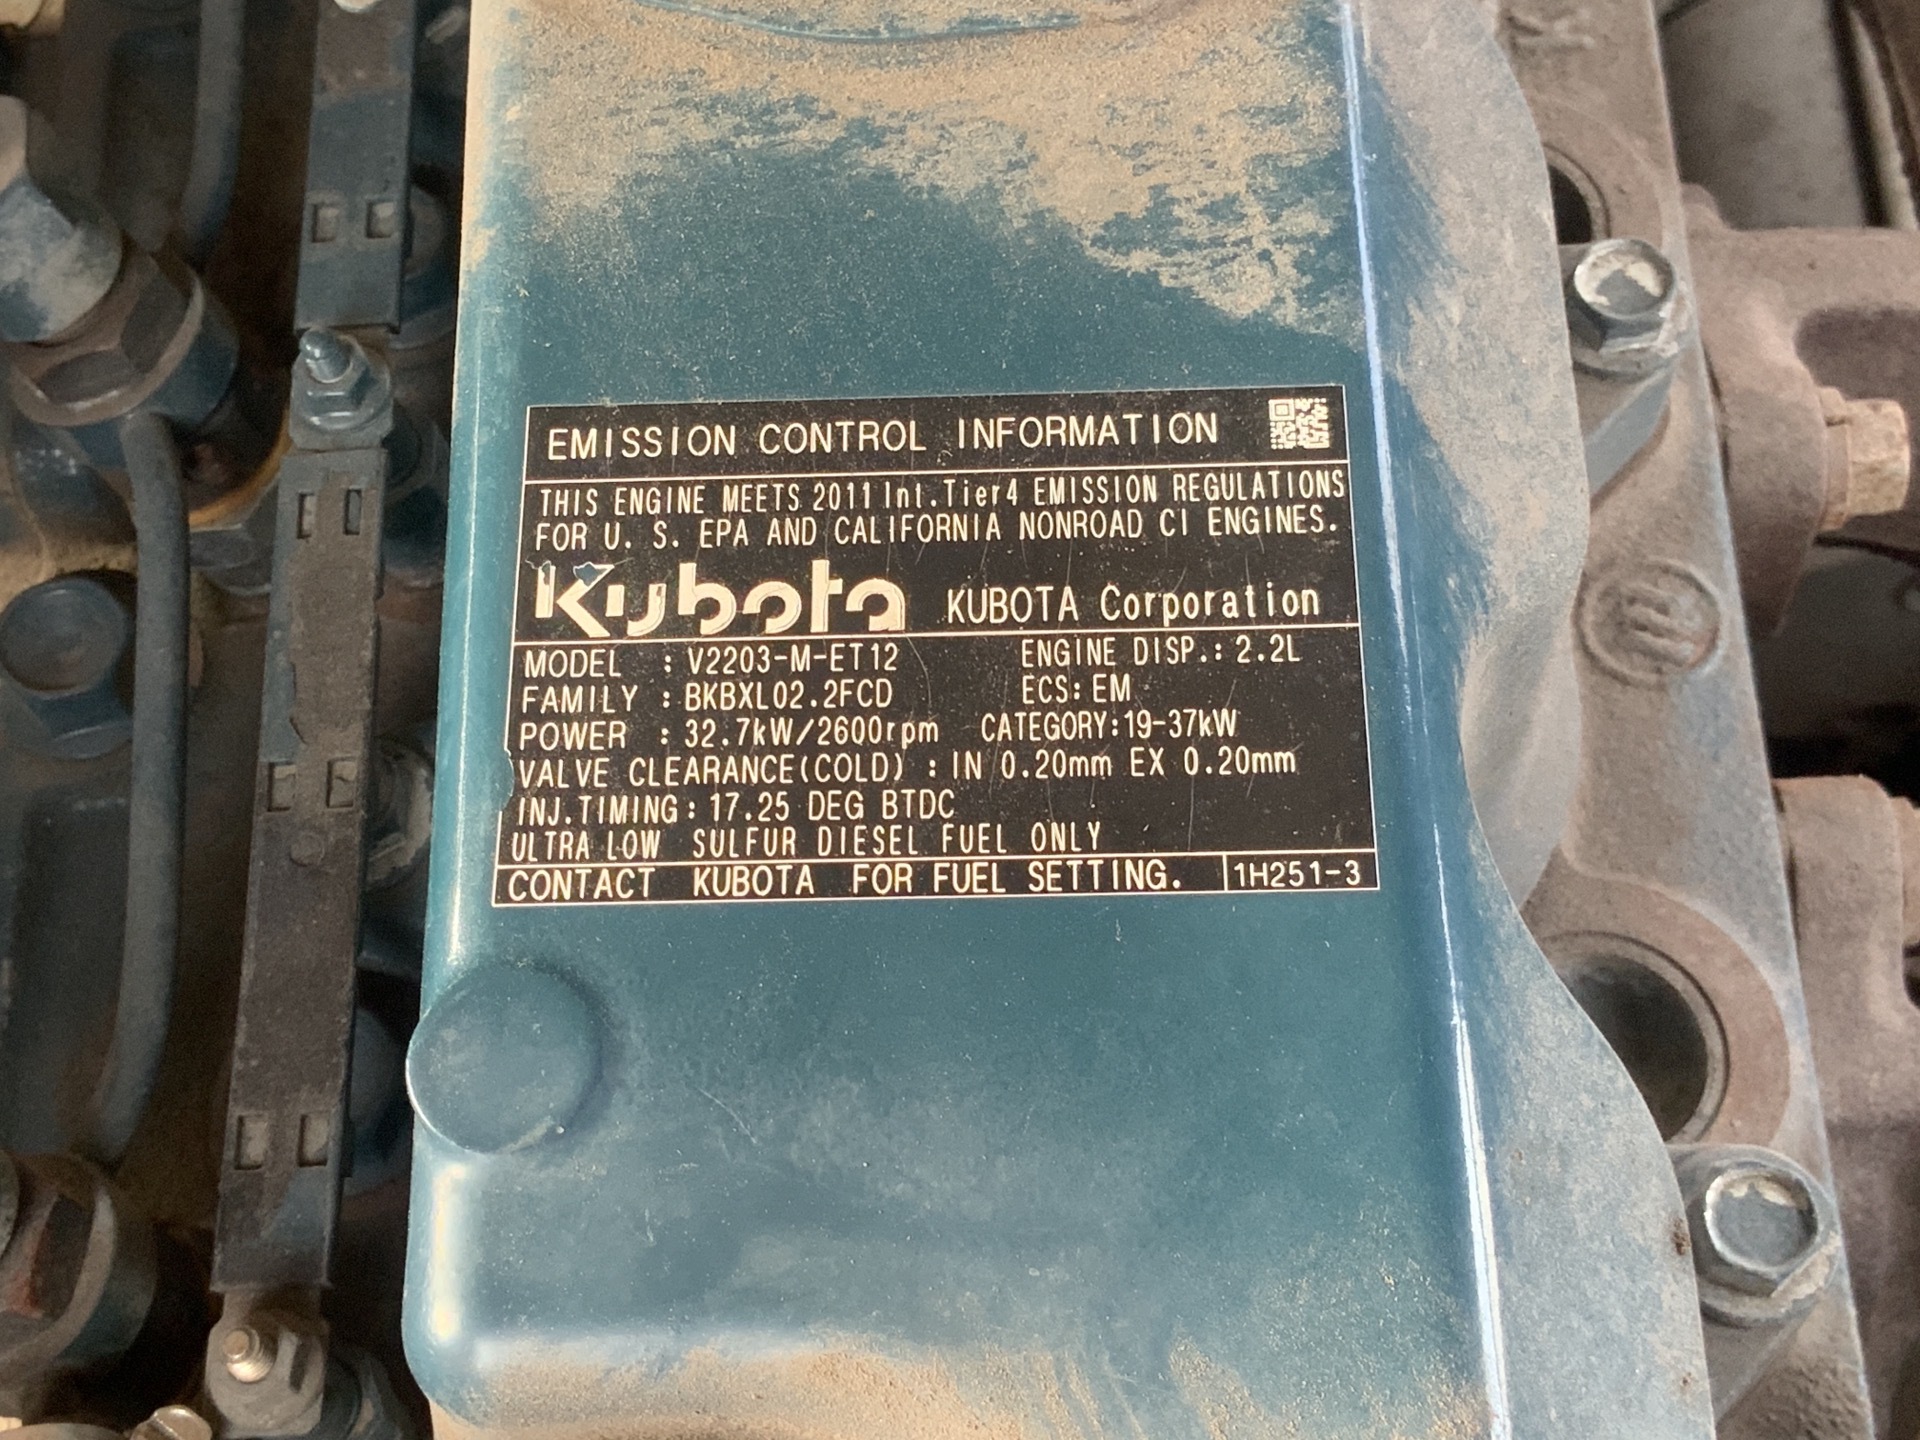 EMISSION CONTROL INFORMATION
THIS ENGINE MEETS 2011 Int.Tier4 EMISSION REGULATIONS
FOR U. S. EPA AND CALIFORNIA NONROAD CI ENGINES.
Kubota KUBOTA Corporation
MODEL : V2203-M-ET12 ENGINE DISP.: 2.2L
FAMILY : BKBXL02.2FCD ECS: EM
POWER : 32.7kW/2600rpm CATEGORY:19-37kW
VALVE CLEARANCE(COLD) : IN 0.20mm EX 0.20mm
INJ.TIMING: 17.25 DEG BTDC
ULTRA LOW SULFUR DIESEL FUEL ONLY
CONTACT KUBOTA FOR FUEL SETTING. 1H251-3